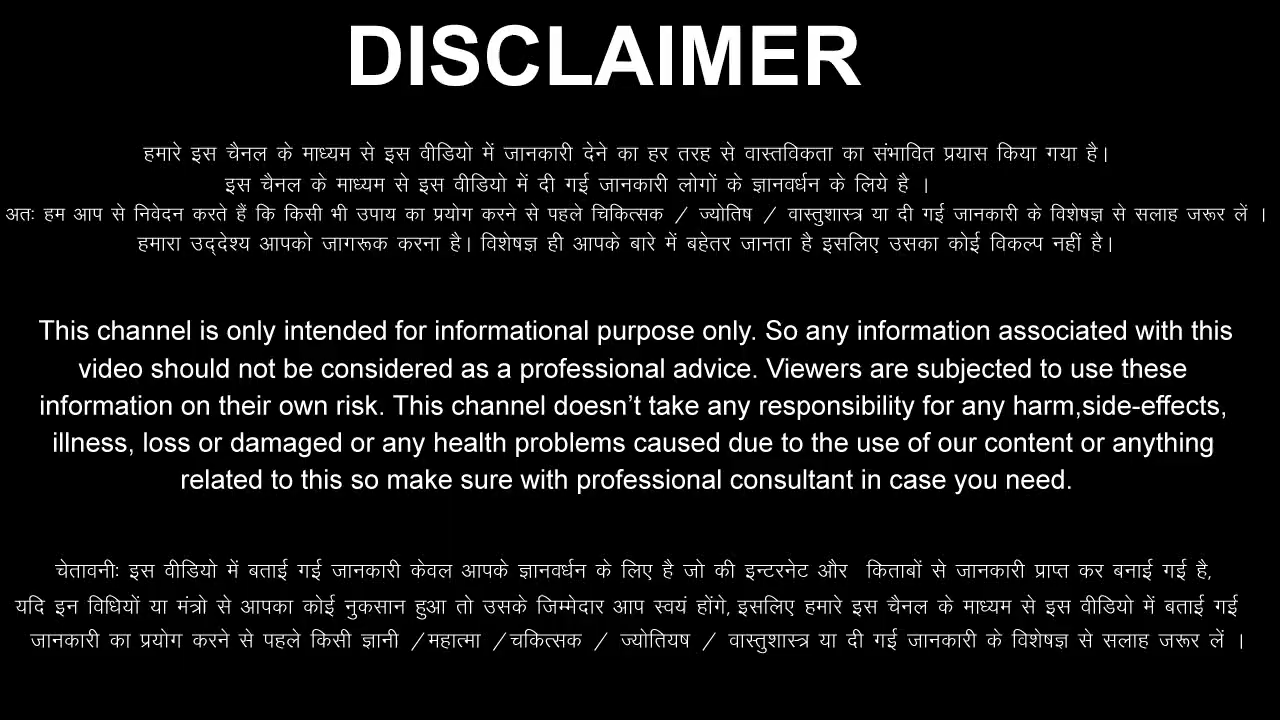 DISCLAIMER
हमारे इस चैनल के माध्यम से इस वीडियो में जानकारी देने का हर तरह से वास्तविकता का संभावित प्रयास किया गया है।
इस चैनल के माध्यम से इस वीडियो में दी गई जानकारी लोगों के ज्ञानवर्धन के लिये है ।
अतः हम आप से निवेदन करते हैं कि किसी भी उपाय का प्रयोग करने से पहले चिकित्सक / ज्योतिष / वास्तुशास्त्र या दी गई जानकारी के विशेषज्ञ से सलाह जरूर लें ।
हमारा उद्देश्य आपको जागरूक करना है। विशेषज्ञ ही आपके बारे में बहेतर जानता है इसलिए उसका कोई विकल्प नहीं है।
This channel is only intended for informational purpose only. So any information associated with this
video should not be considered as a professional advice. Viewers are subjected to use these
information on their own risk. This channel doesn’t take any responsibility for any harm,side-effects,
illness, loss or damaged or any health problems caused due to the use of our content or anything
related to this so make sure with professional consultant in case you need.
चेतावनीः इस वीडियो में बताई गई जानकारी केवल आपके ज्ञानवर्धन के लिए है जो की इन्टरनेट और किताबों से जानकारी प्राप्त कर बनाई गई है,
यदि इन विधियों या मंत्रो से आपका कोई नुकसान हुआ तो उसके जिम्मेदार आप स्वयं होंगे, इसलिए हमारे इस चैनल के माध्यम से इस वीडियो में बताई गई
जानकारी का प्रयोग करने से पहले किसी ज्ञानी /महात्मा /चकित्सक / ज्योतियष / वास्तुशास्त्र या दी गई जानकारी के विशेषज्ञ से सलाह जरूर लें ।